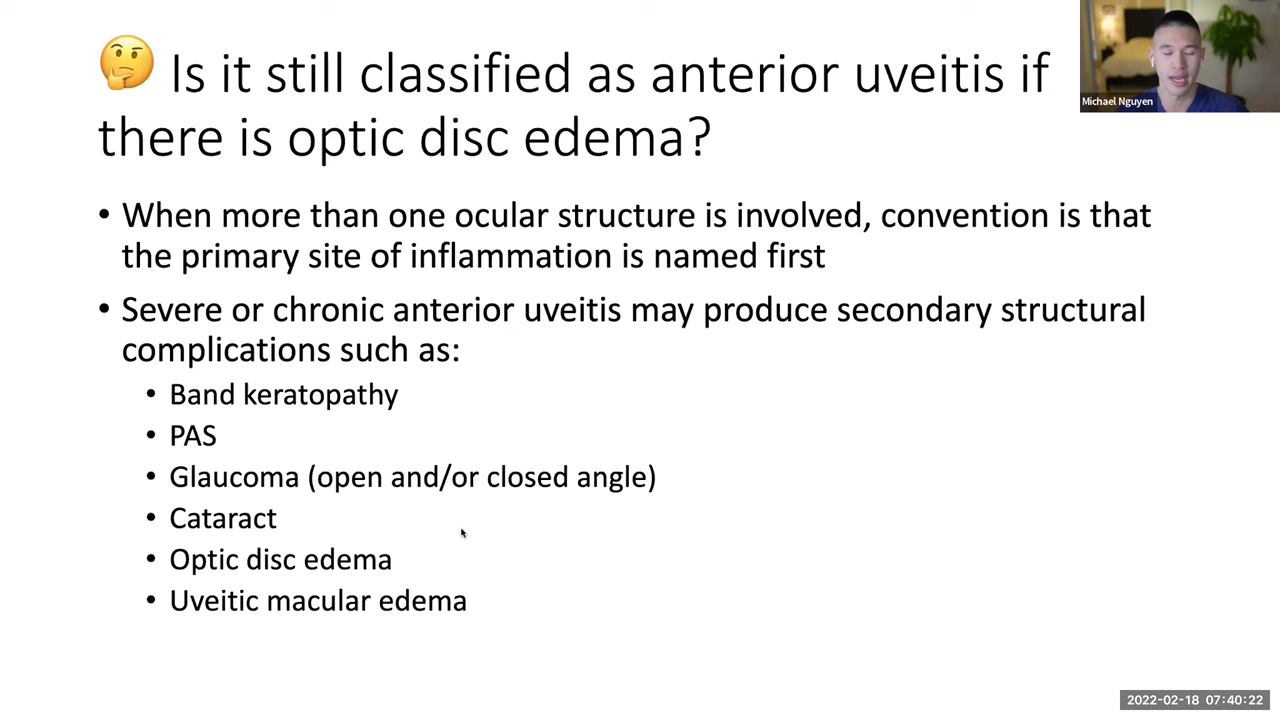 🤔 Is it still classified as anterior uveitis if
there is optic disc edema?
Michael Nguyen
• When more than one ocular structure is involved, convention is that
the primary site of inflammation is named first
• Severe or chronic anterior uveitis may produce secondary structural
complications such as:
• Band keratopathy
• PAS
• Glaucoma (open and/or closed angle)
• Cataract
• Optic disc edema
• Uveitic macular edema
2022-02-18 07:40:22